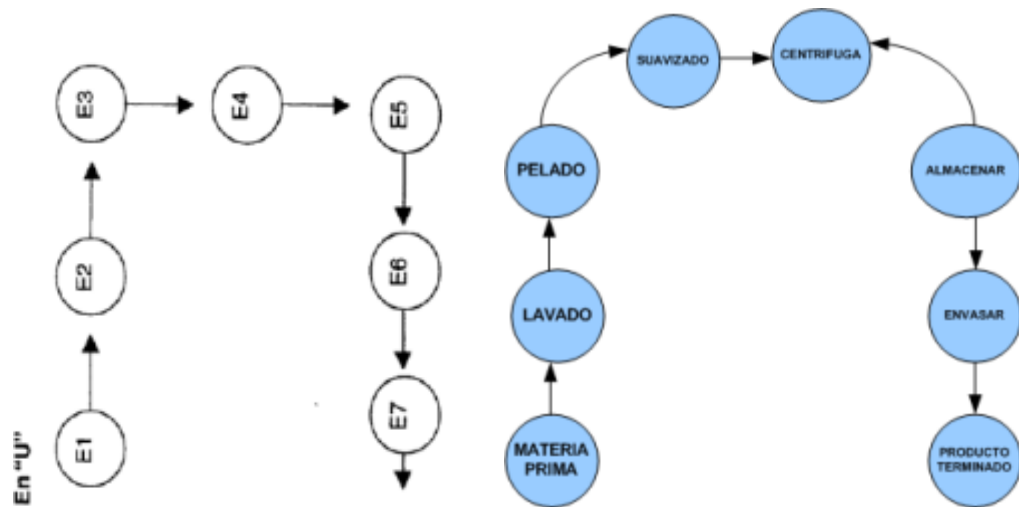 En "U"
E1
E2
E3
E4
E5
E6
E7
MATERIA
PRIMA
LAVADO
PELADO
SUAVIZADO
CENTRIFUGA
ALMACENAR
ENVASAR
PRODUCTO
TERMINADO